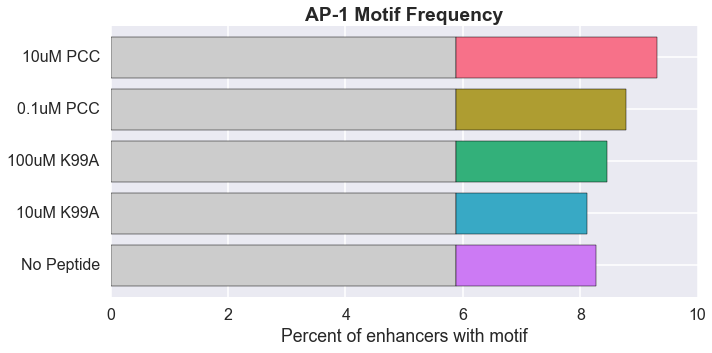 AP-1 Motif Frequency
10uM PCC
0.1uM PCC
100uM K99A
10uM K99A
No Peptide
0 2 4 6 8 10
Percent of enhancers with motif